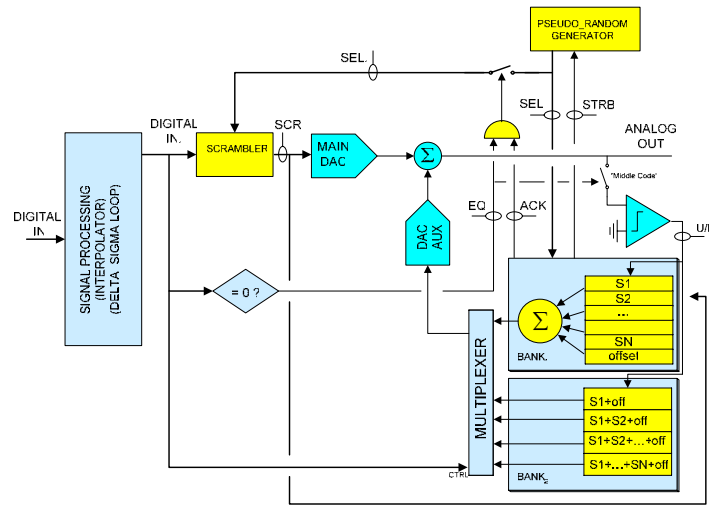 PSEUDO_RANDOM
GENERATOR
SEL.
SEL
STRB
DIGITAL
IN.
SCR
ANALOG
OUT
SCRAMBLER
MAIN
DAC
Σ
"Middle Code"
DIGITAL
IN
SIGNAL PROCESSING
(INTERPOLATOR)
(DELTA SIGMA LOOP)
EQ
ACK
DAC
AUX
U/
= 0 ?
S1
S2
...
SN
offset
Σ
BANK
MULTIPLEXER
S1+off
S1+S2+off
S1+S2+...+off
S1+...+SN+off
CTRL
BANK2